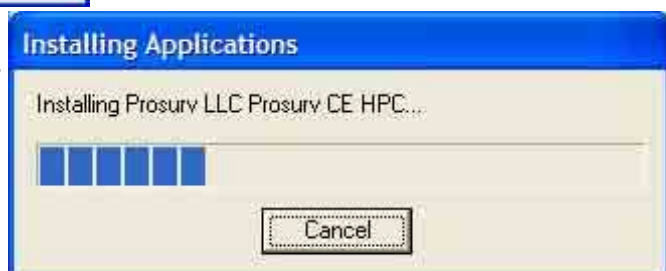 Installing Applications
Installing Prosurv LLC Prosurv CE HPC...
Cancel